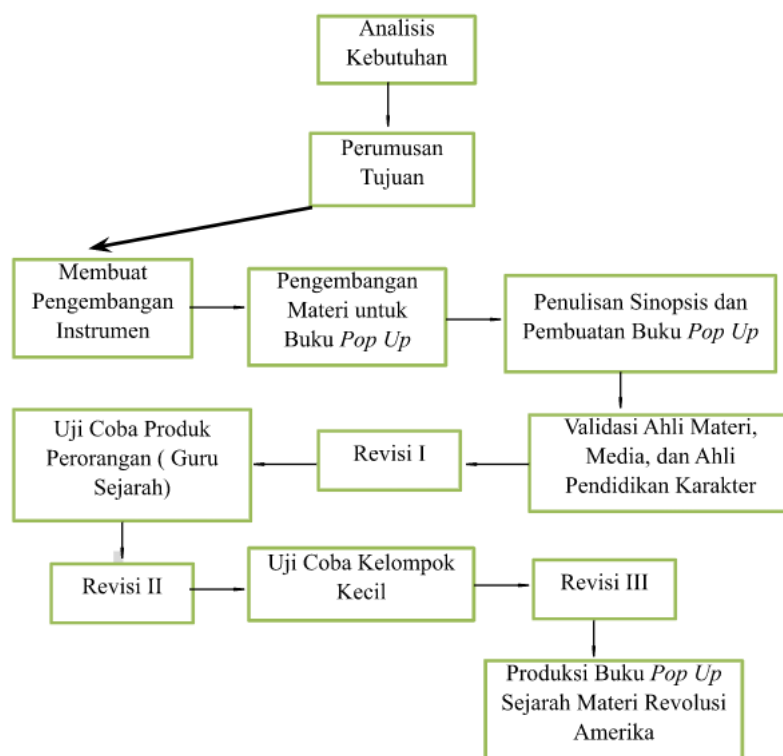 Analisis
Kebutuhan
Perumusan
Tujuan
Membuat
Pengembangan
Instrumen
Pengembangan
Materi untuk
Buku Pop Up
Penulisan Sinopsis dan
Pembuatan Buku Pop Up
Validasi Ahli Materi,
Media, dan Ahli
Pendidikan Karakter
Revisi I
Uji Coba Produk
Perorangan ( Guru
Sejarah)
Revisi II
Uji Coba Kelompok
Kecil
Revisi III
Produksi Buku Pop Up
Sejarah Materi Revolusi
Amerika